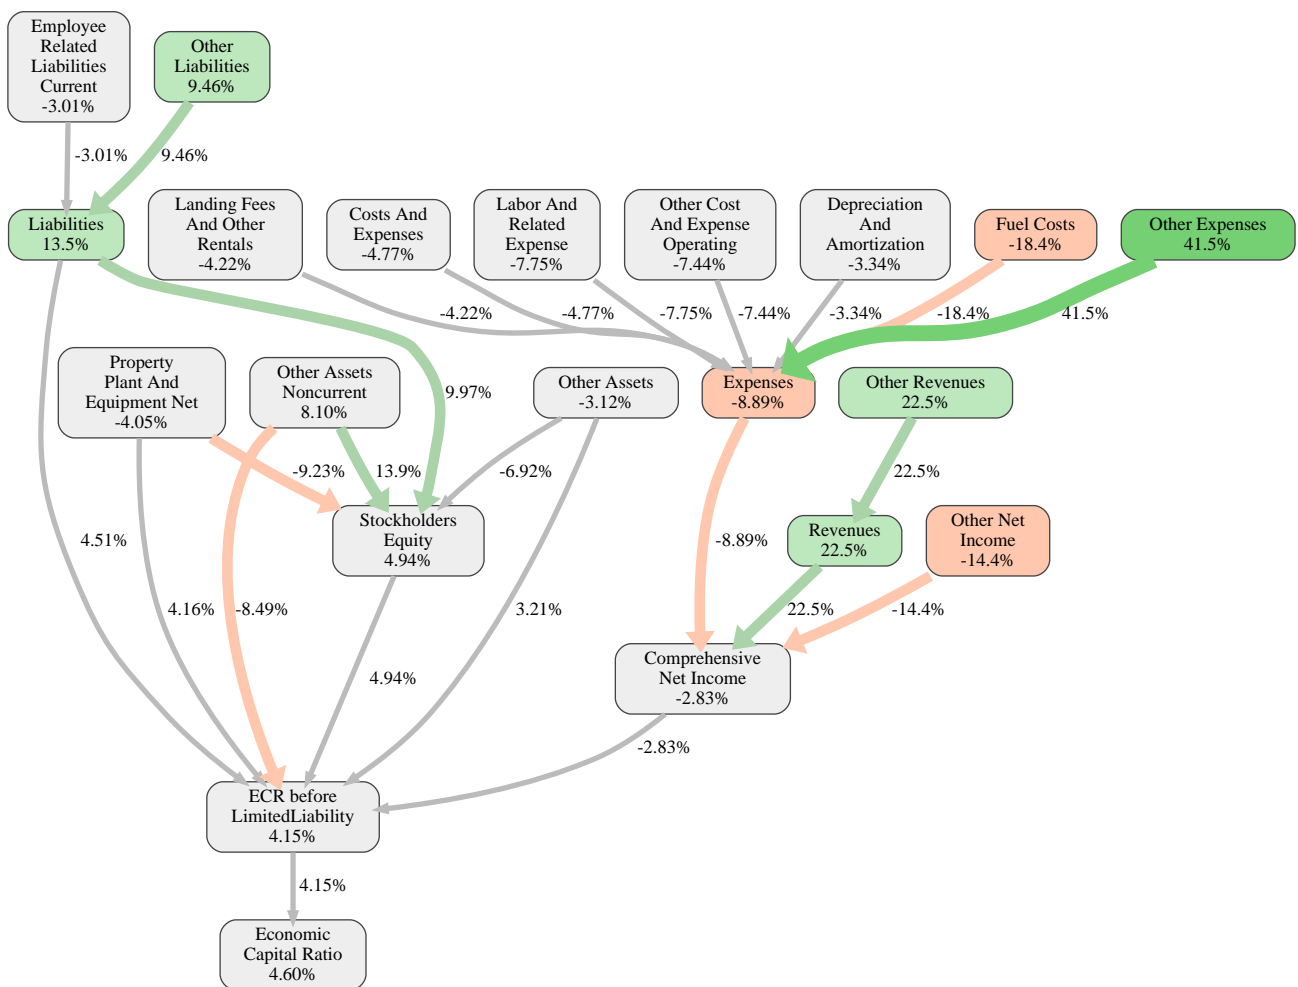 Employee
Related
Liabilities
Current
-3.01%
Other
Liabilities
9.46%
-3.01%
9.46%
Liabilities
13.5%
Landing Fees
And Other
Rentals
-4.22%
Costs And
Expenses
-4.77%
Labor And
Related
Expense
-7.75%
Other Cost
And Expense
Operating
-7.44%
Depreciation
And
Amortization
-3.34%
Fuel Costs
-18.4%
Other Expenses
41.5%
-4.22%
-4.77%
-7.75%
-7.44%
-3.34%
-18.4%
41.5%
Property
Plant And
Equipment Net
-4.05%
Other Assets
Noncurrent
8.10%
9.97%
Other Assets
-3.12%
Expenses
-8.89%
Other Revenues
22.5%
-9.23%
13.9%
-6.92%
22.5%
4.51%
Stockholders
Equity
4.94%
-8.89%
Revenues
22.5%
Other Net
Income
-14.4%
4.16%
-8.49%
3.21%
22.5%
-14.4%
4.94%
Comprehensive
Net Income
-2.83%
-2.83%
ECR before
LimitedLiability
4.15%
4.15%
Economic
Capital Ratio
4.60%